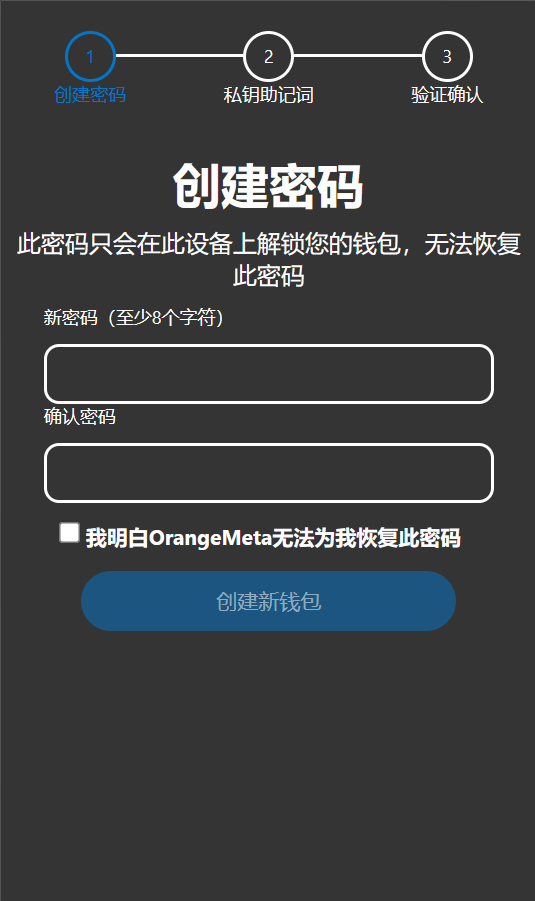 1
2
3
创建密码
私钥助记词
验证确认
创建密码
此密码只会在此设备上解锁您的钱包，无法恢复
此密码
新密码（至少8个字符）
确认密码
我明白OrangeMeta无法为我恢复此密码
创建新钱包